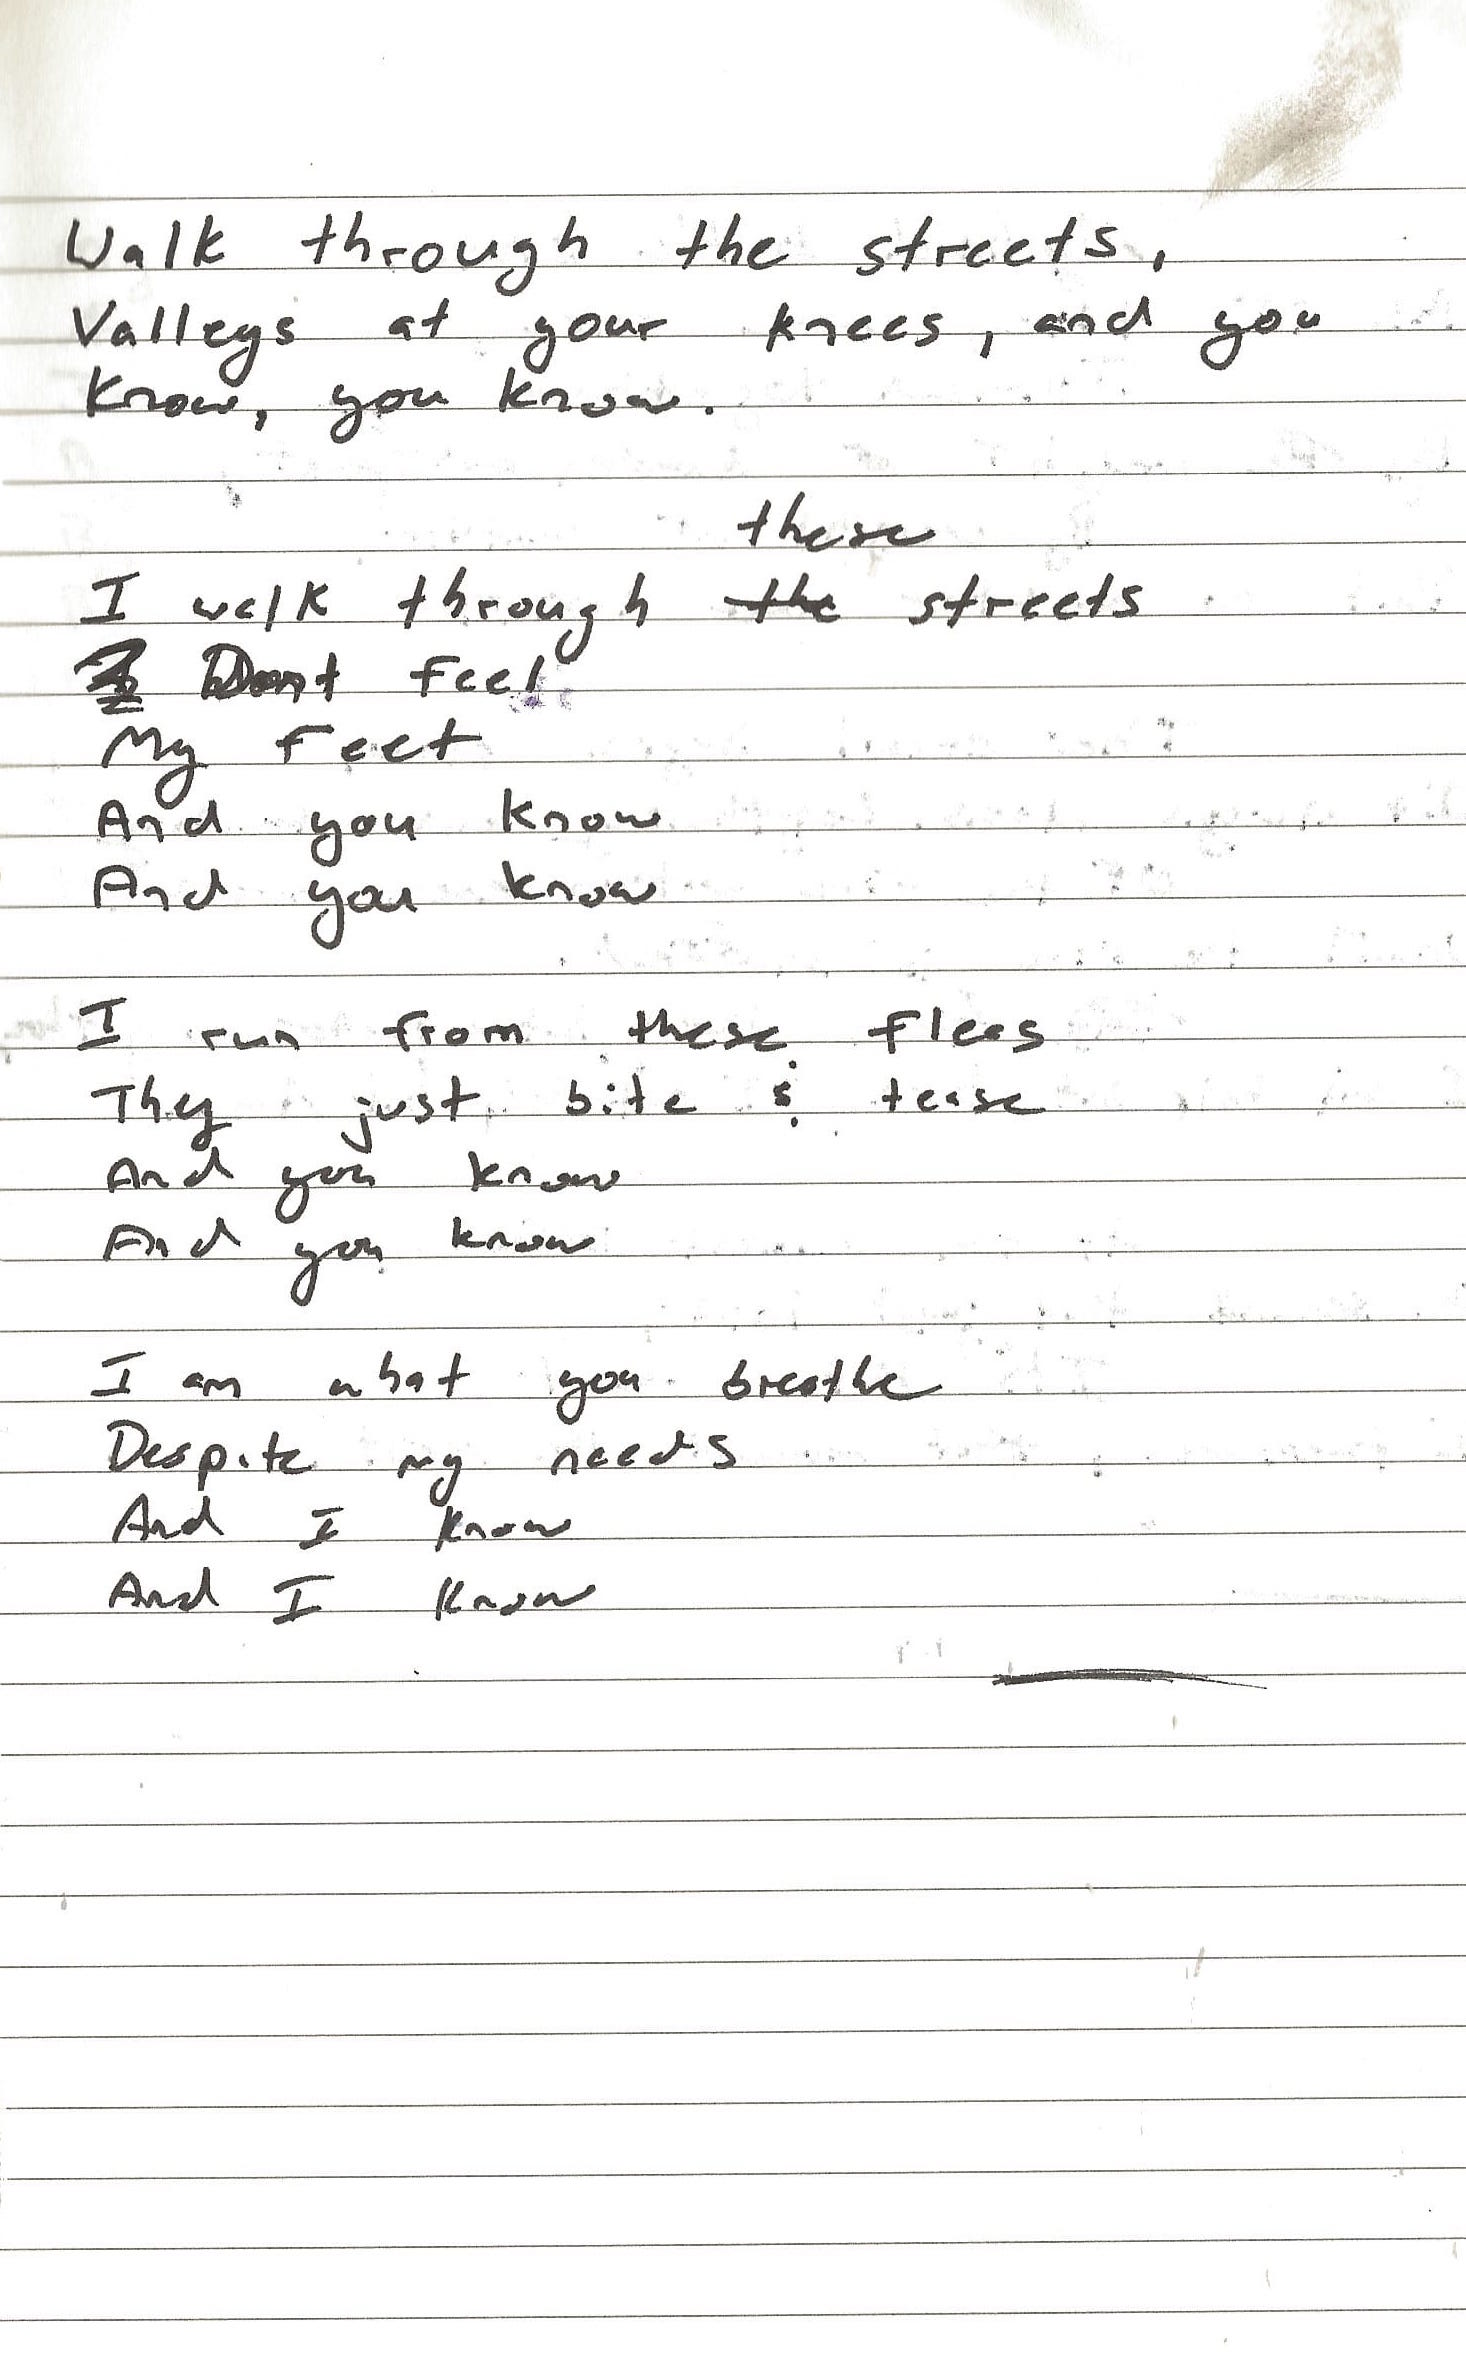 Walk through the streets,
Valleys at your knees, and you
know, you know.
these
I walk through the streets
Dont feel
My feet
And you know
And you know
I run from these fleas
They just bite & tease
And you know
And you know
I am what you breathe
Despite my needs
And I know
And I know